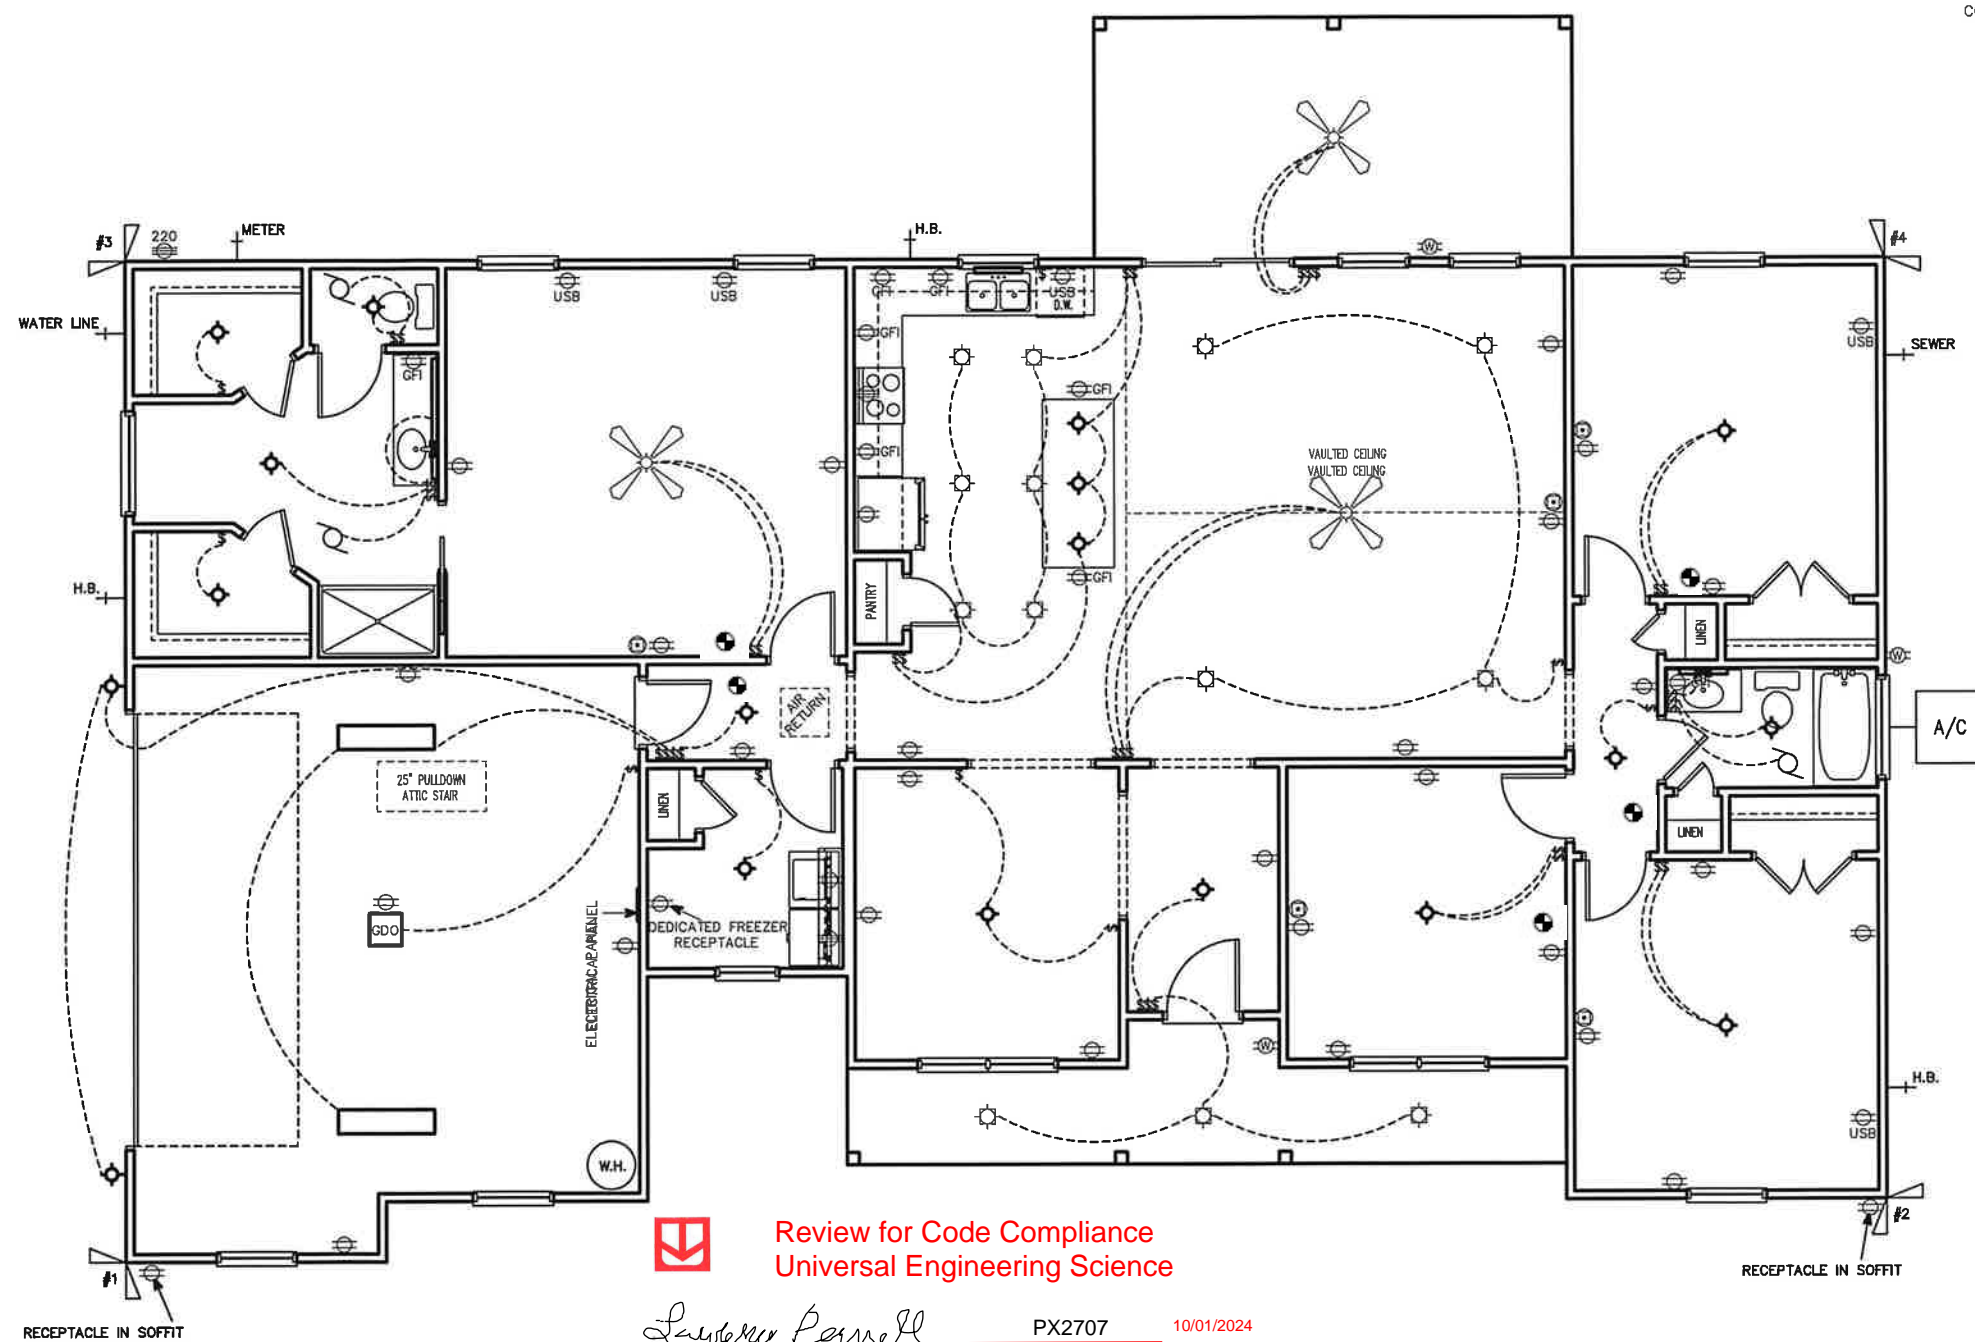 #3
220
METER
H.B.
#4
WATER LINE
USB
USB
GFI
GFI
USB
D.W.
GFI
GFI
GFI
USB
SEWER
GFI
VAULTED CEILING
VAULTED CEILING
GFI
H.B.
PANTRY
LINEN
AIR
RETURN
A/C
25" PULLDOWN
ATTIC STAIR
LINEN
LINEN
GDO
ELECTRICAL PANEL
DEDICATED FREEZER
RECEPTACLE
W
W
W
H.B.
USB
W.H.
#1
#2
RECEPTACLE IN SOFFIT
RECEPTACLE IN SOFFIT
Review for Code Compliance
Universal Engineering Science
PX2707
10/01/2024